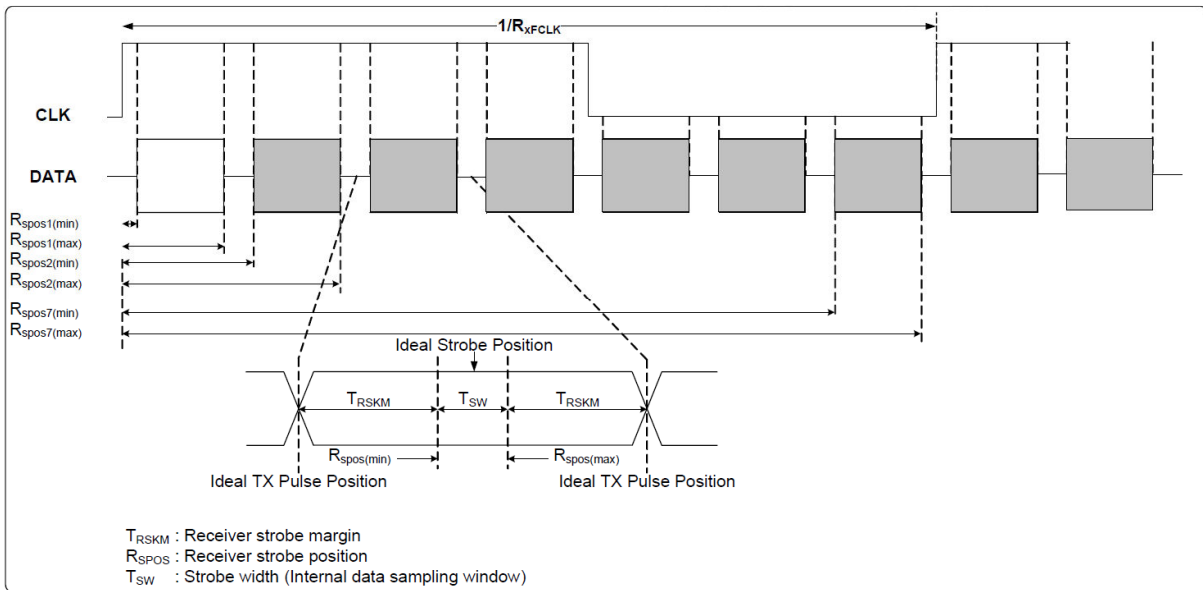 1/RxFCLK
CLK
DATA
Rspos1(min)
Rspos1(max)
Rspos2(min)
Rspos2(max)
Rspos7(min)
Rspos7(max)
Ideal Strobe Position
TRSKM TSW TRSKM
Rspos(min) Rspos(max)
Ideal TX Pulse Position Ideal TX Pulse Position
TRSKM : Receiver strobe margin
RSPOS : Receiver strobe position
TSW : Strobe width (Internal data sampling window)